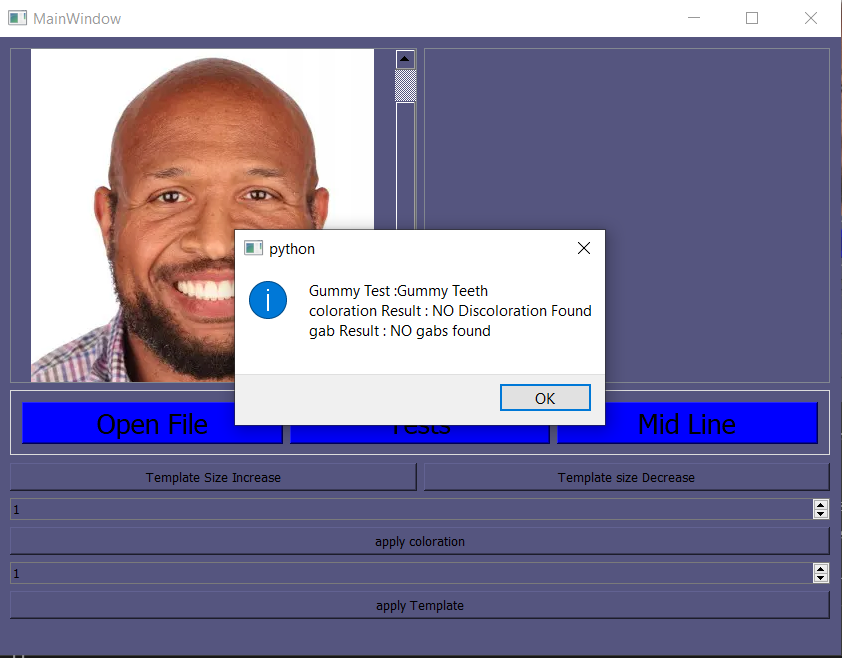 MainWindow
python
Gummy Test :Gummy Teeth
coloration Result : NO Discoloration Found
gab Result : NO gabs found
OK
Open File
Tests
Mid Line
Template Size Increase
Template size Decrease
1
apply coloration
1
apply Template